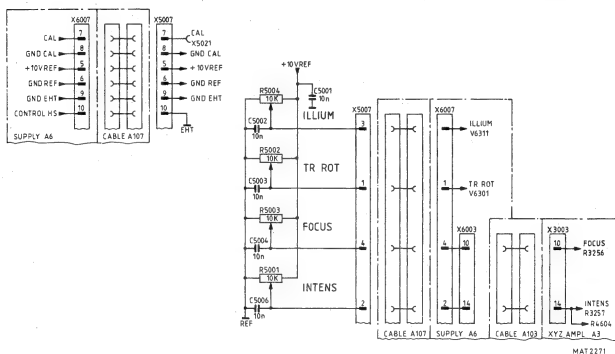 X6007
X5007
CAL
7
7
CAL
X5021
GND CAL
8
8
GND CAL
+10VREF
5
5
+10VREF
GND REF
6
6
GND REF
GND EHT
9
9
GND EHT
CONTROL HS
10
10
EHT
SUPPLY A6
CABLE A107
+10VREF
R5004
10K
C5001
10n
ILLIUM
C5002
10n
R5002
10K
TR ROT
C5003
10n
R5003
10K
FOCUS
C5004
10n
R5001
10K
INTENS
C5006
10n
REF
X5007
3
1
4
2
X6007
3
ILLIUM
V6311
1
TR ROT
V6301
X6003
4
10
2
14
X3003
10
FOCUS
R3256
14
INTENS
R3257
R4604
CABLE A107
SUPPLY A6
CABLE A103
XYZ AMPL. A3
MAT2271